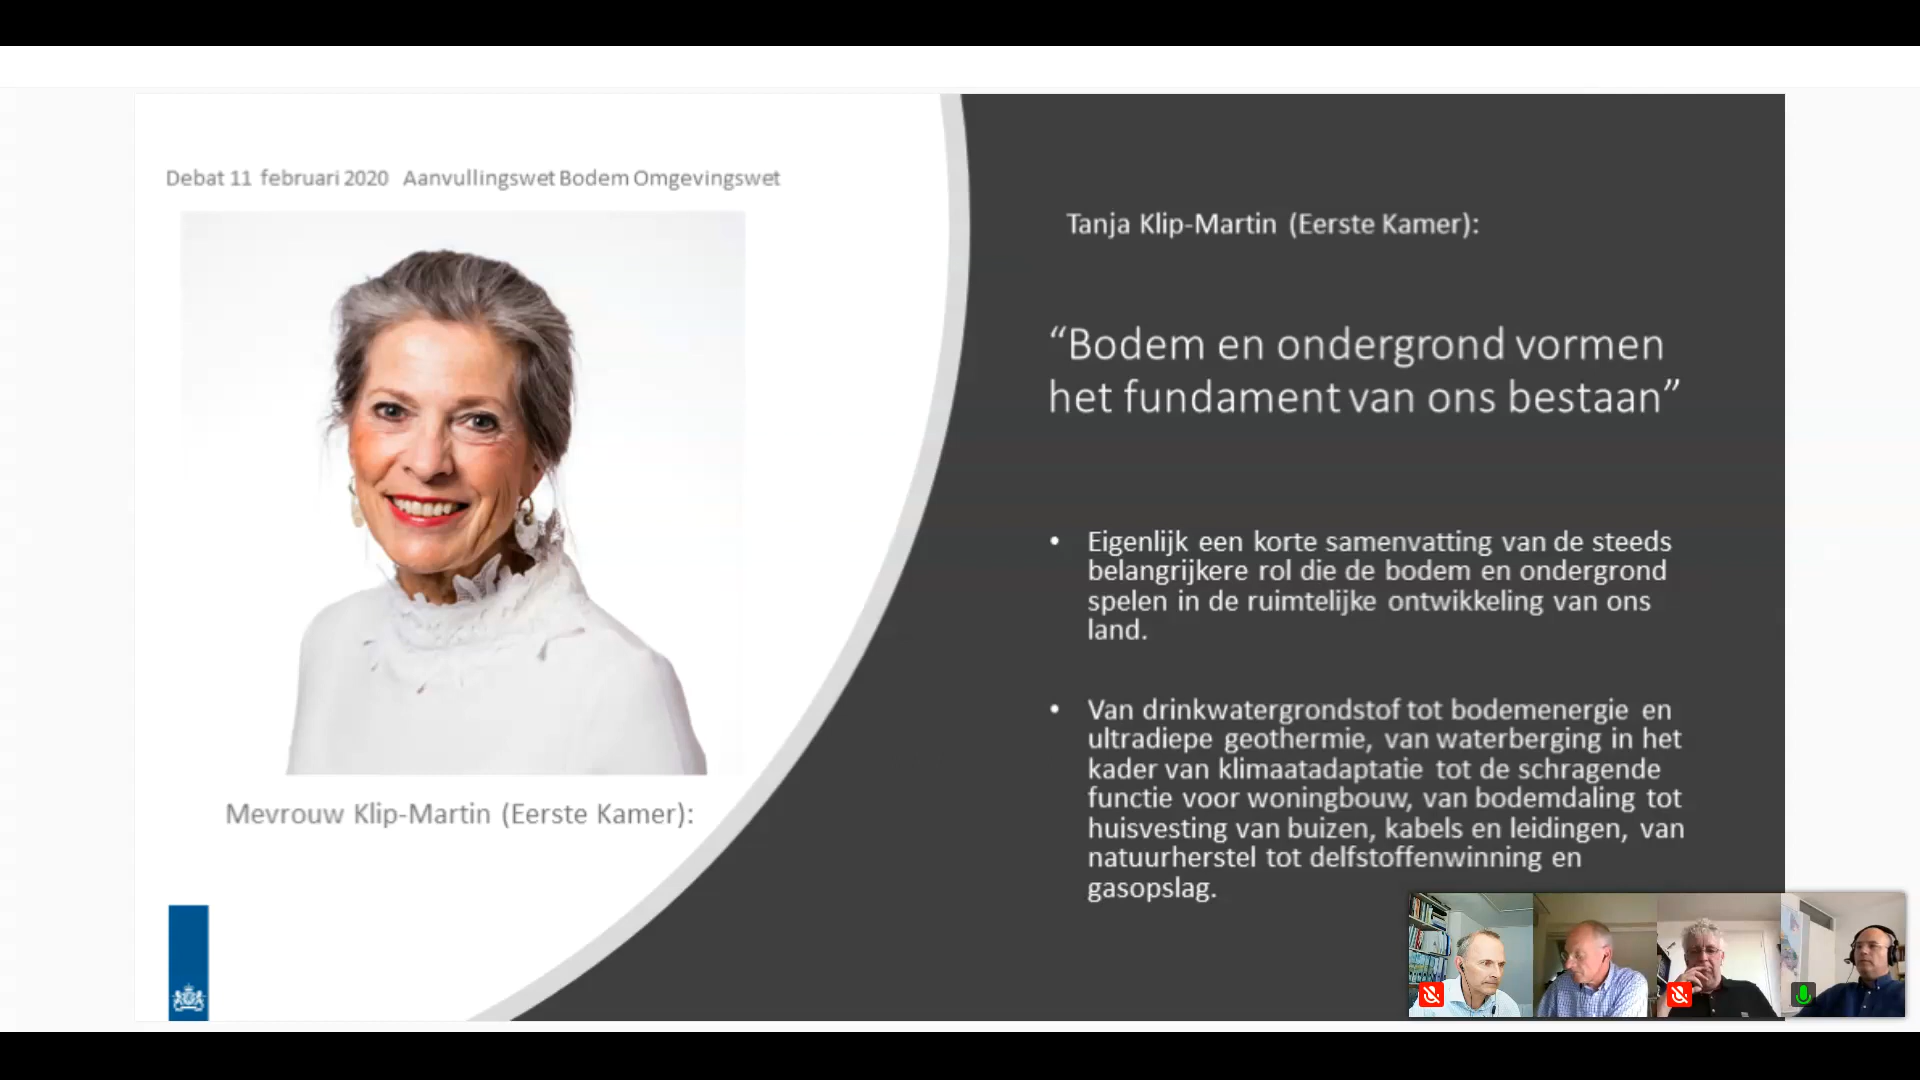 Debat 11 februari 2020 Aanvullingswet Bodem Omgevingswet
Mevrouw Klip-Martin (Eerste Kamer):
Tanja Klip-Martin (Eerste Kamer):
“Bodem en ondergrond vormen
het fundament van ons bestaan”
• Eigenlijk een korte samenvatting van de steeds
belangrijkere rol die de bodem en ondergrond
spelen in de ruimtelijke ontwikkeling van ons
land.
• Van drinkwatergrondstof tot bodemenergie en
ultradiepe geothermie, van waterberging in het
kader van klimaatadaptatie tot de schragende
functie voor woningbouw, van bodemdaling tot
huisvesting van buizen, kabels en leidingen, van
natuurherstel tot delfstoffenwinning en
gasopslag.